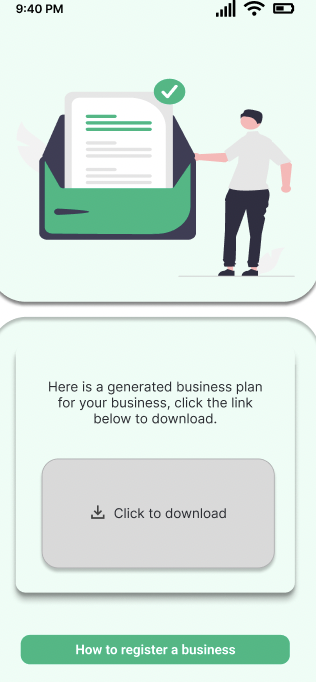 9:40 PM
Here is a generated business plan
for your business, click the link
below to download.
Click to download
How to register a business